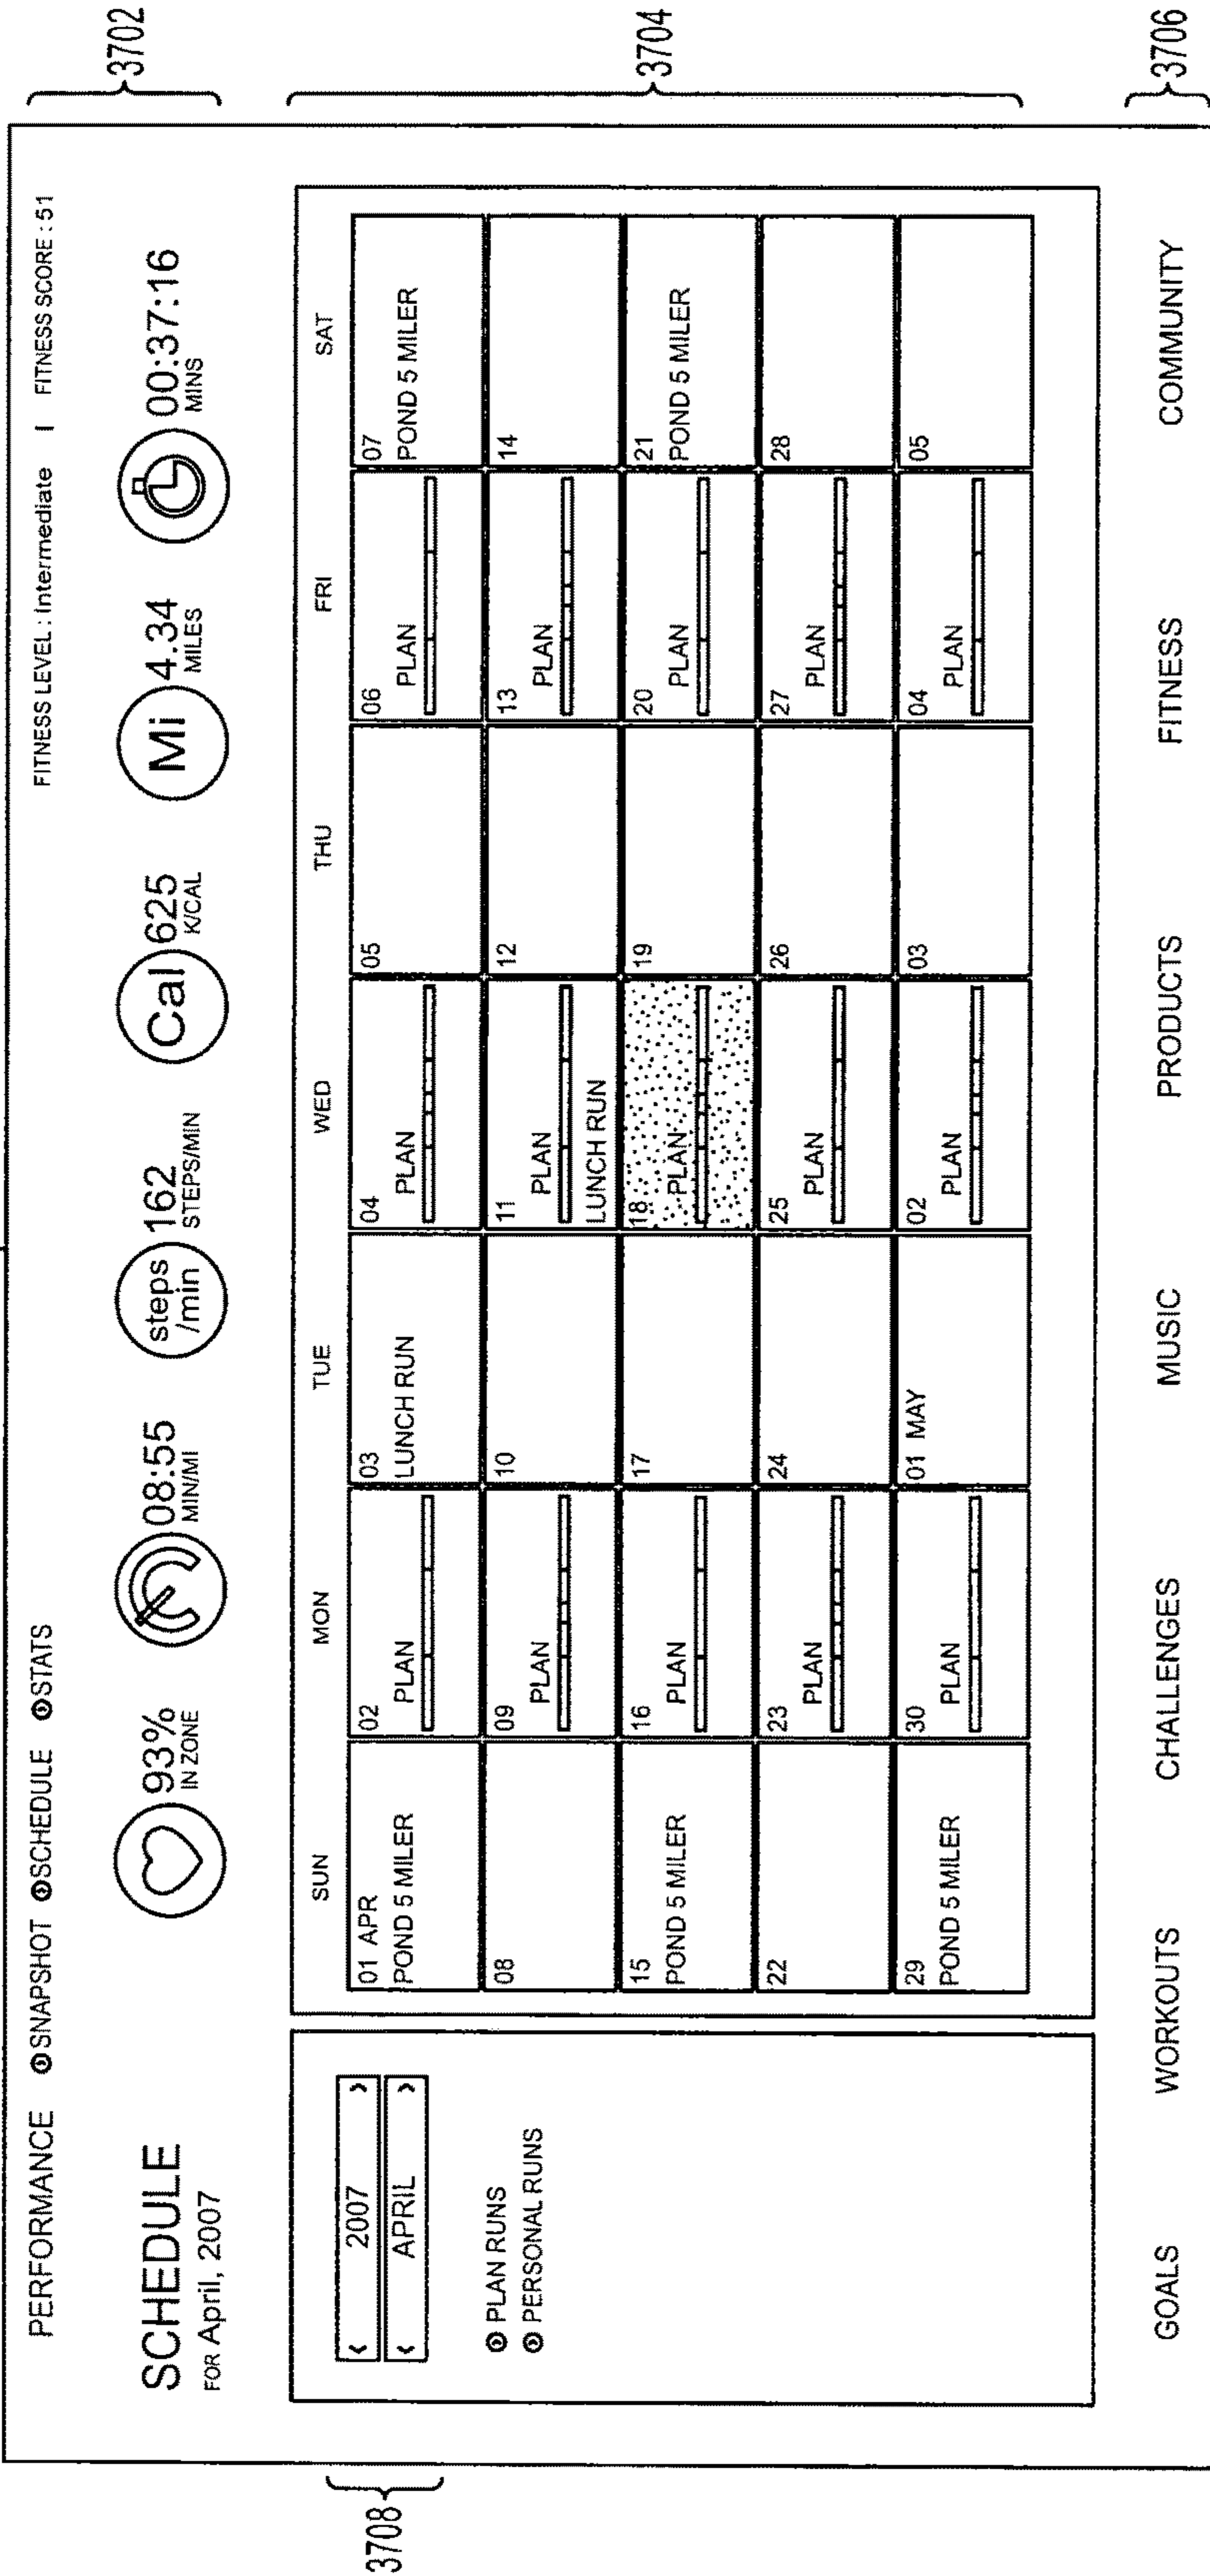 PERFORMANCE SNAPSHOT SCHEDULE STATS
FITNESS LEVEL : Intermediate | FITNESS SCORE : 51
3702
SCHEDULE
FOR April, 2007
93%
IN ZONE
08:55
MIN/MI
steps
/min
162
STEPS/MIN
Cal
625
K/CAL
Mi
4.34
MILES
00:37:16
MINS
3708
< 2007 >
< APRIL >
PLAN RUNS
PERSONAL RUNS
3704
SUN MON TUE WED THU FRI SAT
01 APR
POND 5 MILER
02
PLAN
03
LUNCH RUN
04
PLAN
05
06
PLAN
07
POND 5 MILER
08
09
PLAN
10
11
PLAN
LUNCH RUN
12
13
PLAN
14
15
POND 5 MILER
16
PLAN
17
18
PLAN
19
20
PLAN
21
POND 5 MILER
22
23
PLAN
24
25
PLAN
26
27
PLAN
28
29
POND 5 MILER
30
PLAN
01 MAY
02
PLAN
03
04
PLAN
05
GOALS WORKOUTS CHALLENGES MUSIC PRODUCTS FITNESS COMMUNITY
3706